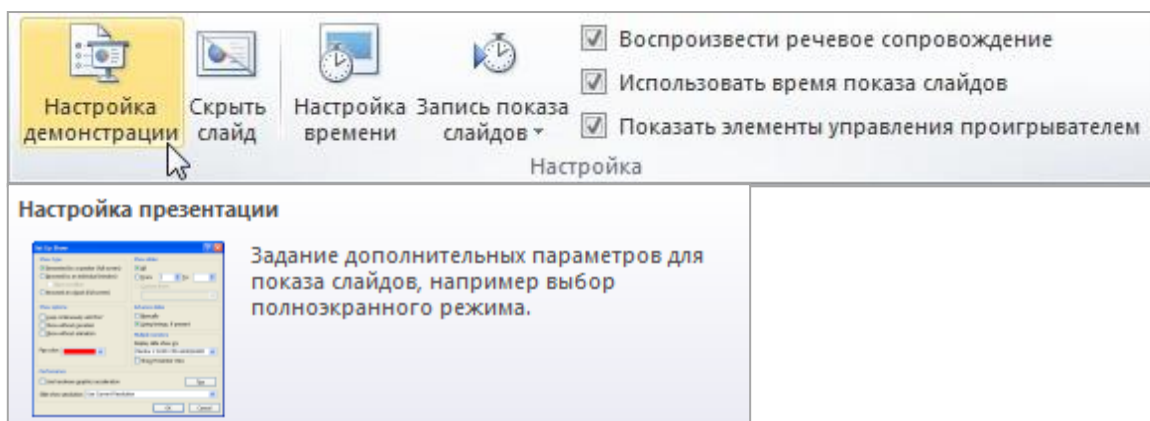 Настройка демонстрации
Скрыть слайд
Настройка времени
Запись показа слайдов
Воспроизвести речевое сопровождение
Использовать время показа слайдов
Показать элементы управления проигрывателем
Настройка
Настройка презентации
Задание дополнительных параметров для
показа слайдов, например выбор
полноэкранного режима.